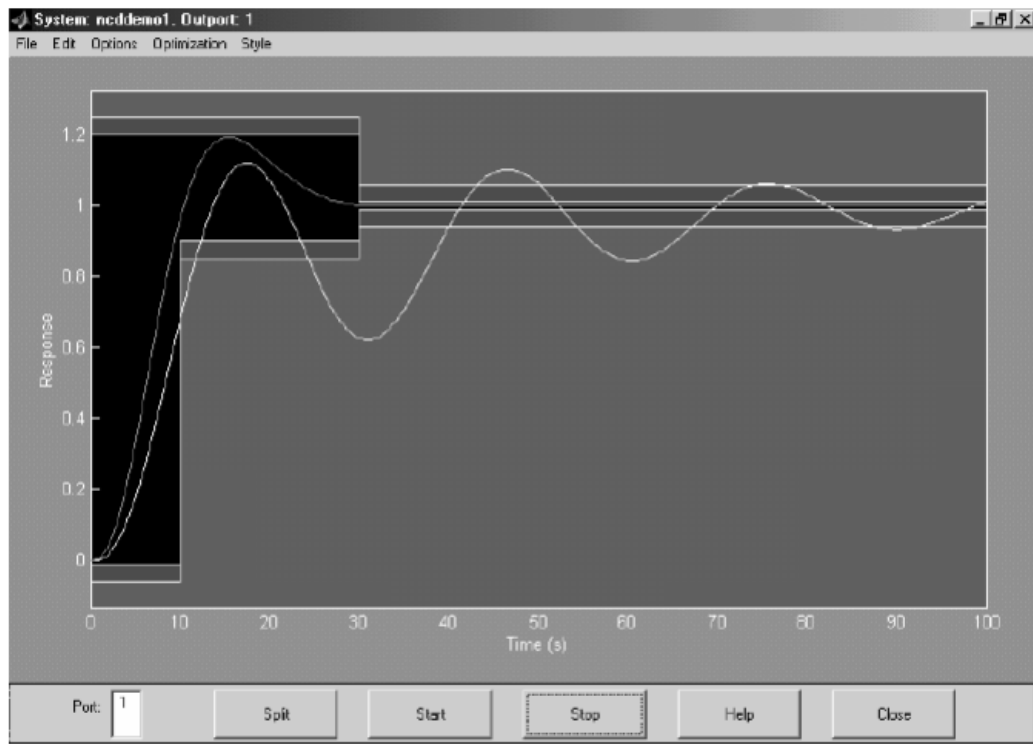 System: ncddemo1. Outport: 1
File Edit Options Optimization Style
1.2
1
0.8
0.6
0.4
0.2
0
Response
0 10 20 30 40 50 60 70 80 90 100
Time (s)
Port: 1 Split Start Stop Help Close